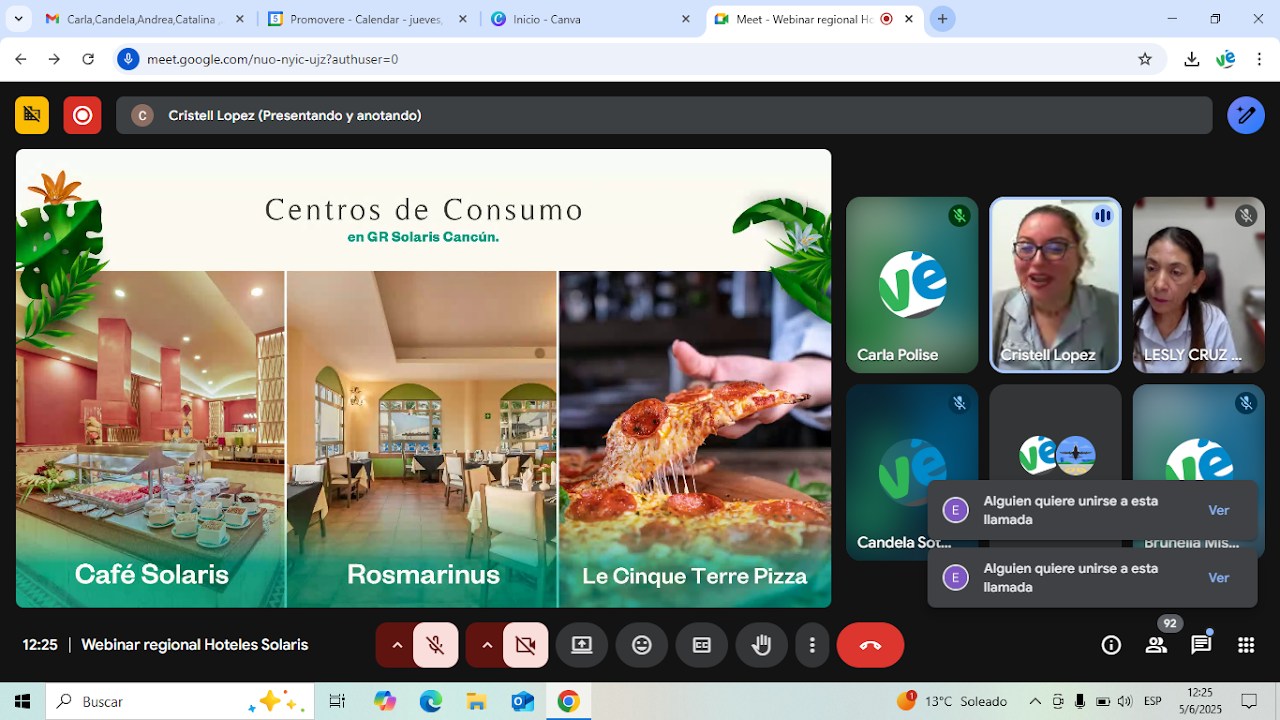 Carla,Candela,Andrea,Catalina
Promovere - Calendar - jueves,
Inicio - Canva
Meet - Webinar regional Ho
meet.google.com/nuo-nyic-ujz?authuser=0
C
Cristell Lopez (Presentando y anotando)
Centros de Consumo
en GR Solaris Cancún.
Café Solaris
Rosmarinus
Le Cinque Terre Pizza
Carla Polise
Cristell Lopez
LESLY CRUZ ...
Candela Sot...
Brunella Mis...
E
Alguien quiere unirse a esta
llamada
Ver
E
Alguien quiere unirse a esta
llamada
Ver
12:25 | Webinar regional Hoteles Solaris
92
Buscar
1
13°C Soleado
ESP
12:25
5/6/2025